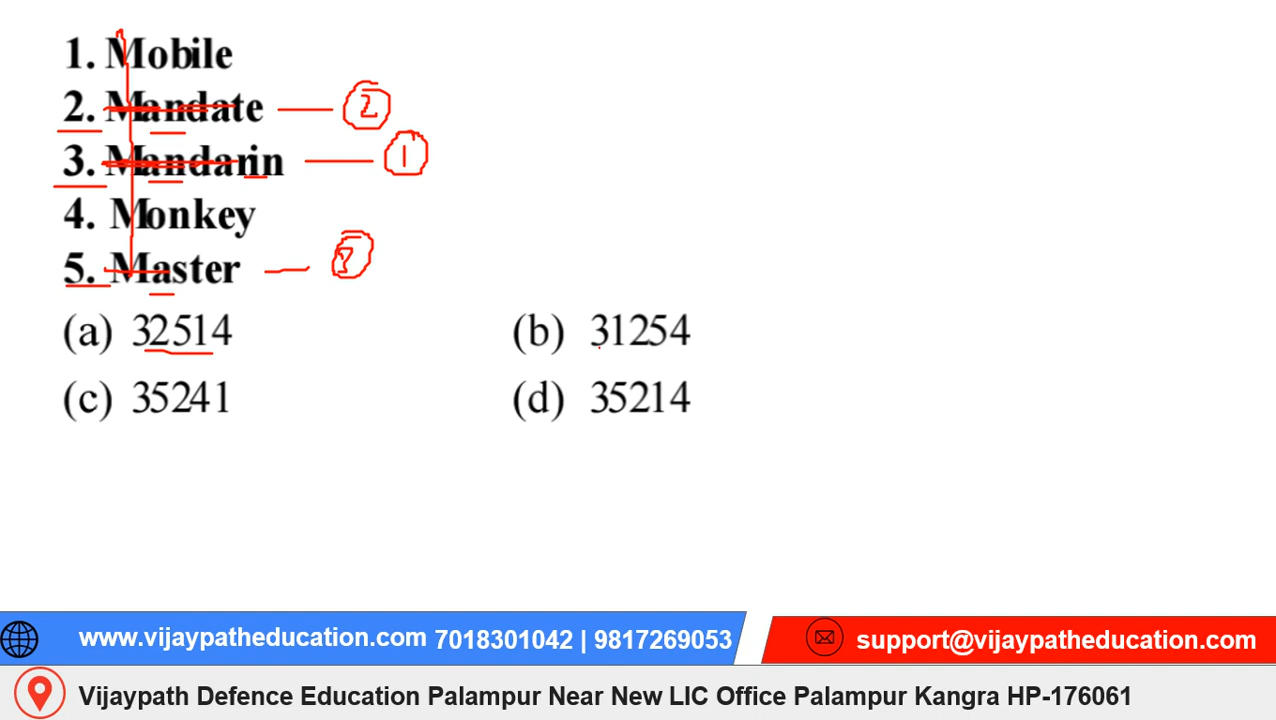 1. Mobile
2. Mandate — 2
3. Mandarin — 1
4. Monkey
5. Master —
(a) 32514 (b) 31254
(c) 35241 (d) 35214
www.vijaypatheducation.com 7018301042 | 9817269053 support@vijaypatheducation.com
Vijaypath Defence Education Palampur Near New LIC Office Palampur Kangra HP-176061